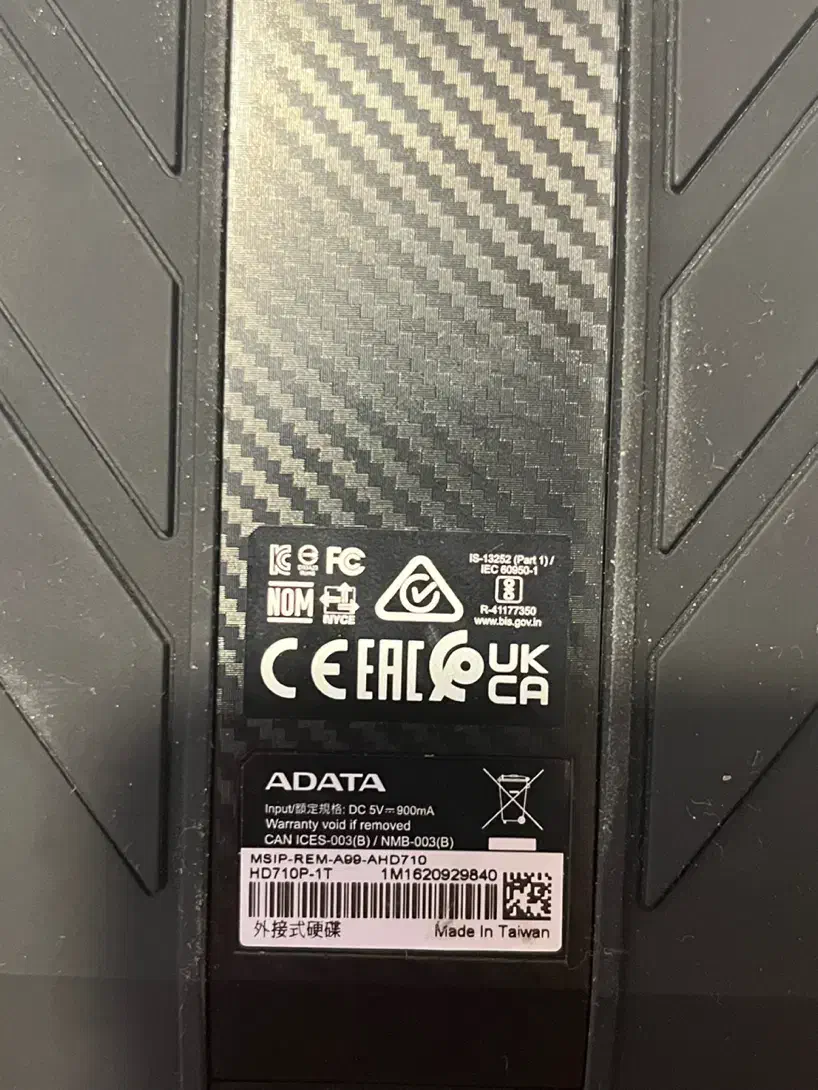 FC
IS-13252 (Part 1) /
IEC 60950-1
R-41177350
www.bis.gov.in
NOM
NYCE
CE EAC UK
CA
ADATA
Input/額定規格: DC 5V⎓900mA
Warranty void if removed
CAN ICES-003(B) / NMB-003(B)
MSIP-REM-A99-AHD710
HD710P-1T 1M1620929840
外接式硬碟 Made In Taiwan